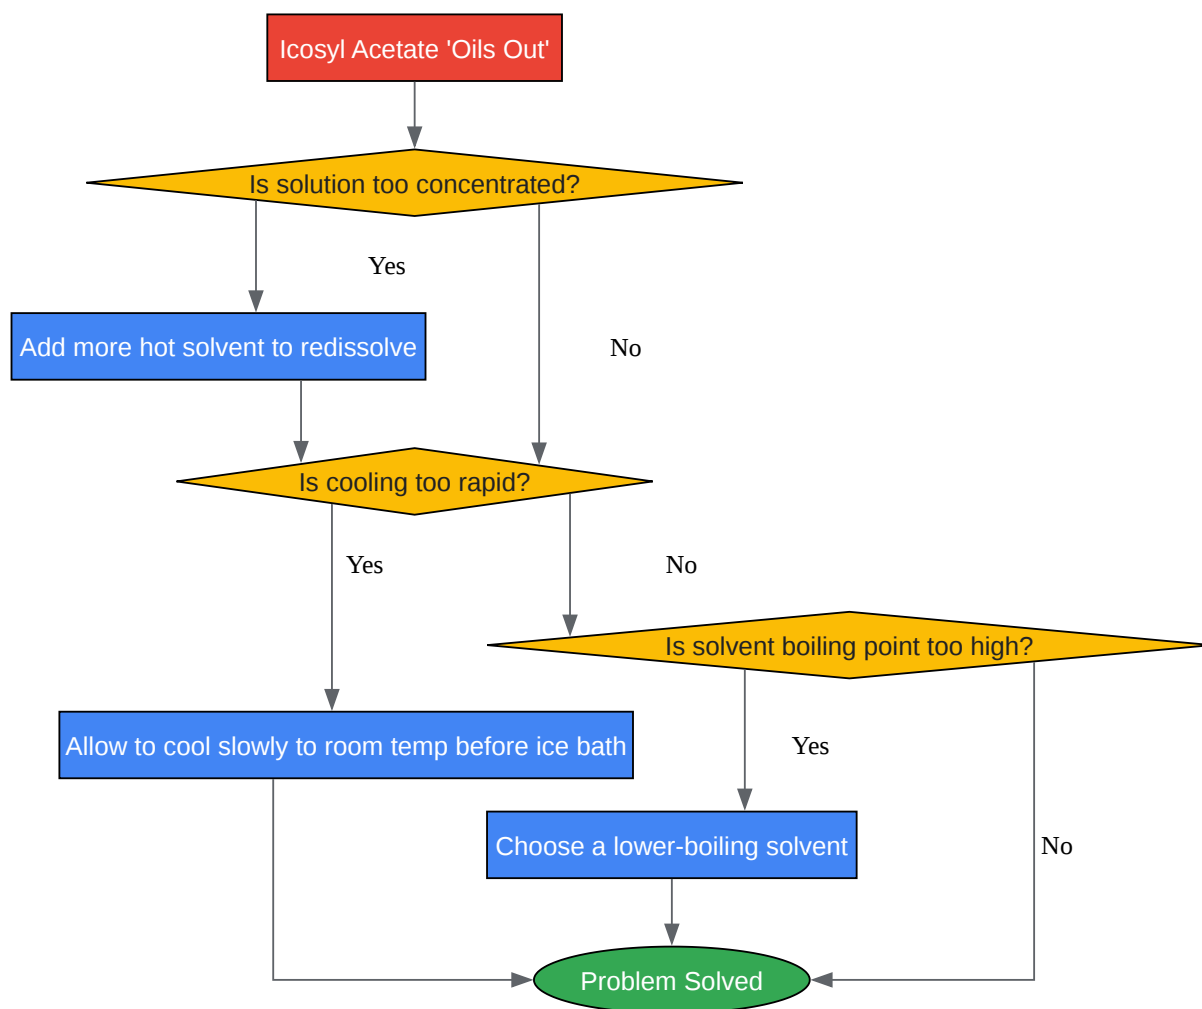 Icosyl Acetate 'Oils Out'
Is solution too concentrated?
Yes
Add more hot solvent to redissolve
No
Is cooling too rapid?
Yes
No
Is solvent boiling point too high?
Allow to cool slowly to room temp before ice bath
Yes
Choose a lower-boiling solvent
No
Problem Solved